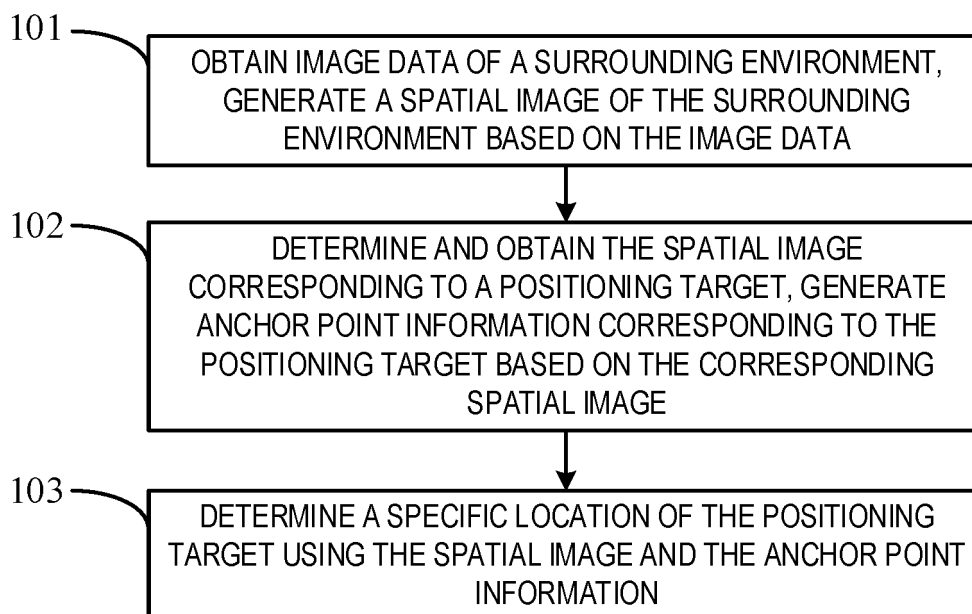 101
OBTAIN IMAGE DATA OF A SURROUNDING ENVIRONMENT,
GENERATE A SPATIAL IMAGE OF THE SURROUNDING
ENVIRONMENT BASED ON THE IMAGE DATA
102
DETERMINE AND OBTAIN THE SPATIAL IMAGE
CORRESPONDING TO A POSITIONING TARGET, GENERATE
ANCHOR POINT INFORMATION CORRESPONDING TO THE
POSITIONING TARGET BASED ON THE CORRESPONDING
SPATIAL IMAGE
103
DETERMINE A SPECIFIC LOCATION OF THE POSITIONING
TARGET USING THE SPATIAL IMAGE AND THE ANCHOR POINT
INFORMATION